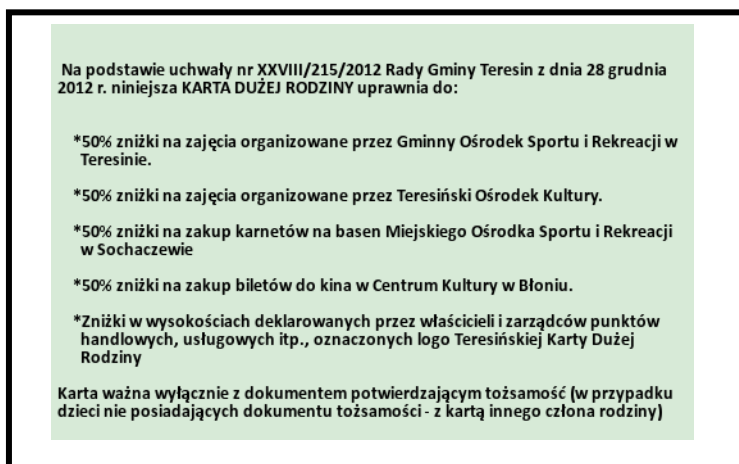 Na podstawie uchwały nr XXVIII/215/2012 Rady Gminy Teresin z dnia 28 grudnia
2012 r. niniejsza KARTA DUŻEJ RODZINY uprawnia do:
*50% zniżki na zajęcia organizowane przez Gminny Ośrodek Sportu i Rekreacji w
Teresinie.
*50% zniżki na zajęcia organizowane przez Teresiński Ośrodek Kultury.
*50% zniżki na zakup karnetów na basen Miejskiego Ośrodka Sportu i Rekreacji
w Sochaczewie
*50% zniżki na zakup biletów do kina w Centrum Kultury w Błoniu.
*Zniżki w wysokościach deklarowanych przez właścicieli i zarządców punktów
handlowych, usługowych itp., oznaczonych logo Teresińskiej Karty Dużej
Rodziny
Karta ważna wyłącznie z dokumentem potwierdzającym tożsamość (w przypadku
dzieci nie posiadających dokumentu tożsamości - z kartą innego człona rodziny)